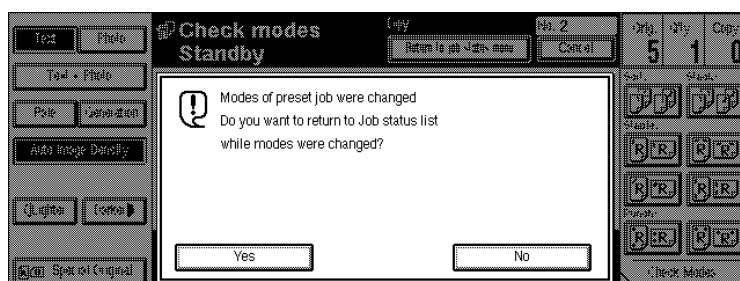 Text Photo
Check modes
Copy
No. 2
Orig. Qty Copy
Standby
Return to job status menu
Cancel
5 1 0
Text • Photo
Pale Generation
Auto Image Density
Lighter Darker
Special Original
Modes of preset job were changed
Do you want to return to Job status list
while modes were changed?
Yes No
Sort: Stack:
Staple:
Punch:
Check Modes